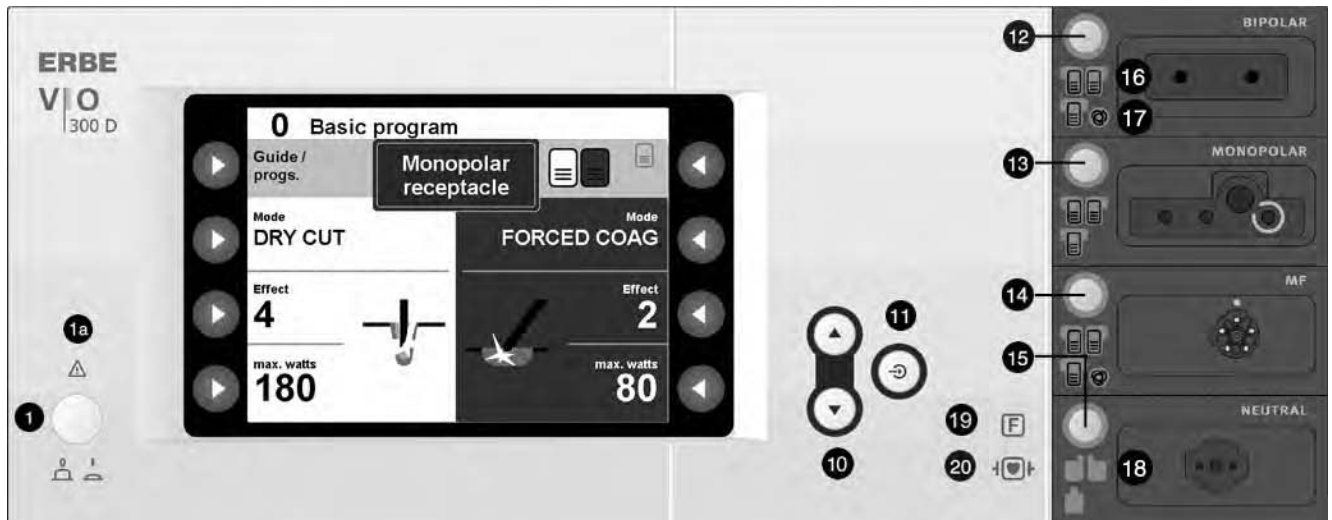 ERBE
VIO
300 D
1a
1
0 I
0 Basic program
Guide /
progs.
Monopolar
receptacle
Mode
DRY CUT
Mode
FORCED COAG
Effect
4
Effect
2
max. watts
180
max. watts
80
10
11
12
13
14
15
16
17
18
19
F
20
BIPOLAR
MONOPOLAR
MF
NEUTRAL